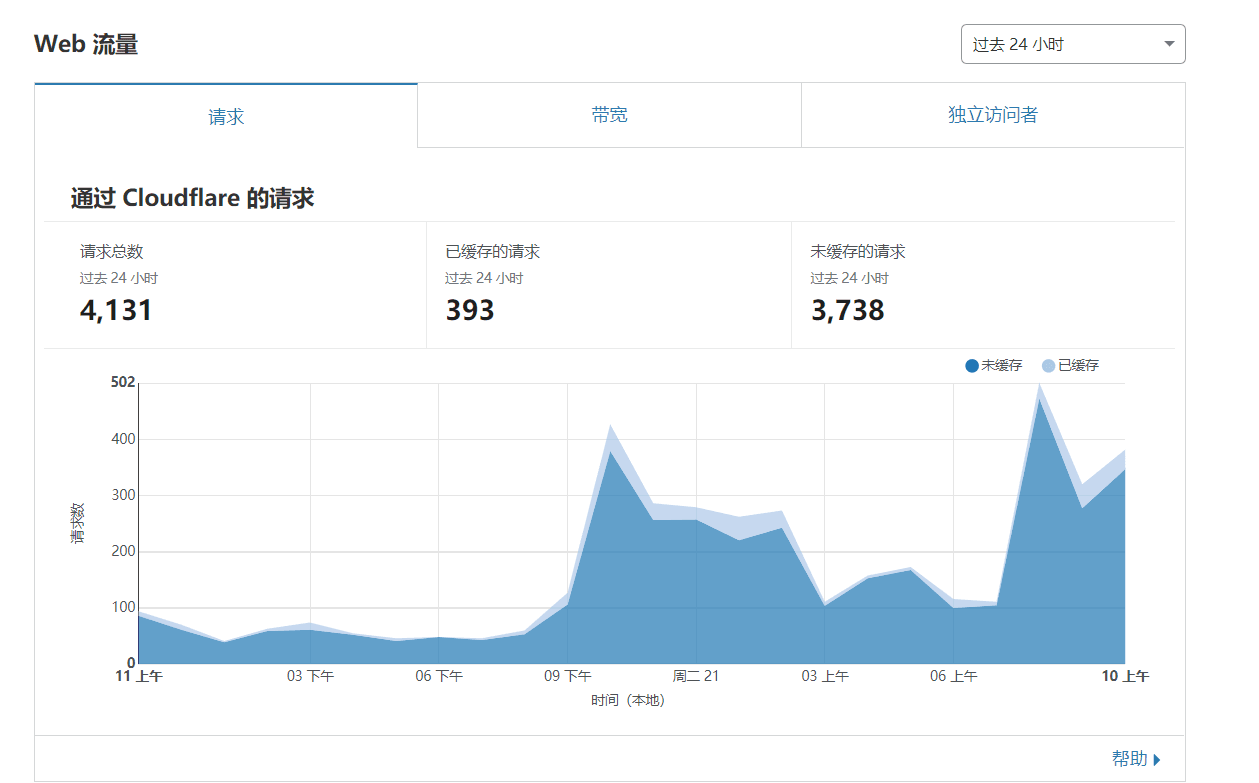 Web 流量
过去 24 小时
请求
带宽
独立访问者
通过 Cloudflare 的请求
请求总数
过去 24 小时
4,131
已缓存的请求
过去 24 小时
393
未缓存的请求
过去 24 小时
3,738
未缓存
已缓存
502
400
300
200
100
0
请求数
11 上午
03 下午
06 下午
09 下午
周二 21
03 上午
06 上午
10 上午
时间（本地）
帮助